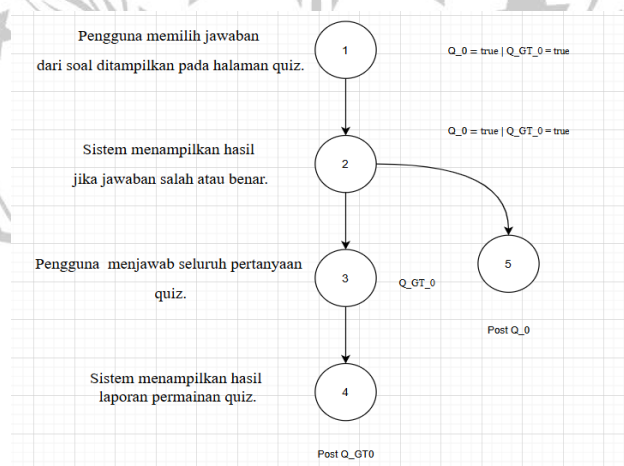 Pengguna memilih jawaban
dari soal ditampilkan pada halaman quiz.
1
Q_0 = true | Q_GT_0 = true
Q_0 = true | Q_GT_0 = true
Sistem menampilkan hasil
jika jawaban salah atau benar.
2
Pengguna menjawab seluruh pertanyaan
quiz.
3
Q_GT_0
5
Post Q_0
Sistem menampilkan hasil
laporan permainan quiz.
4
Post Q_GT0